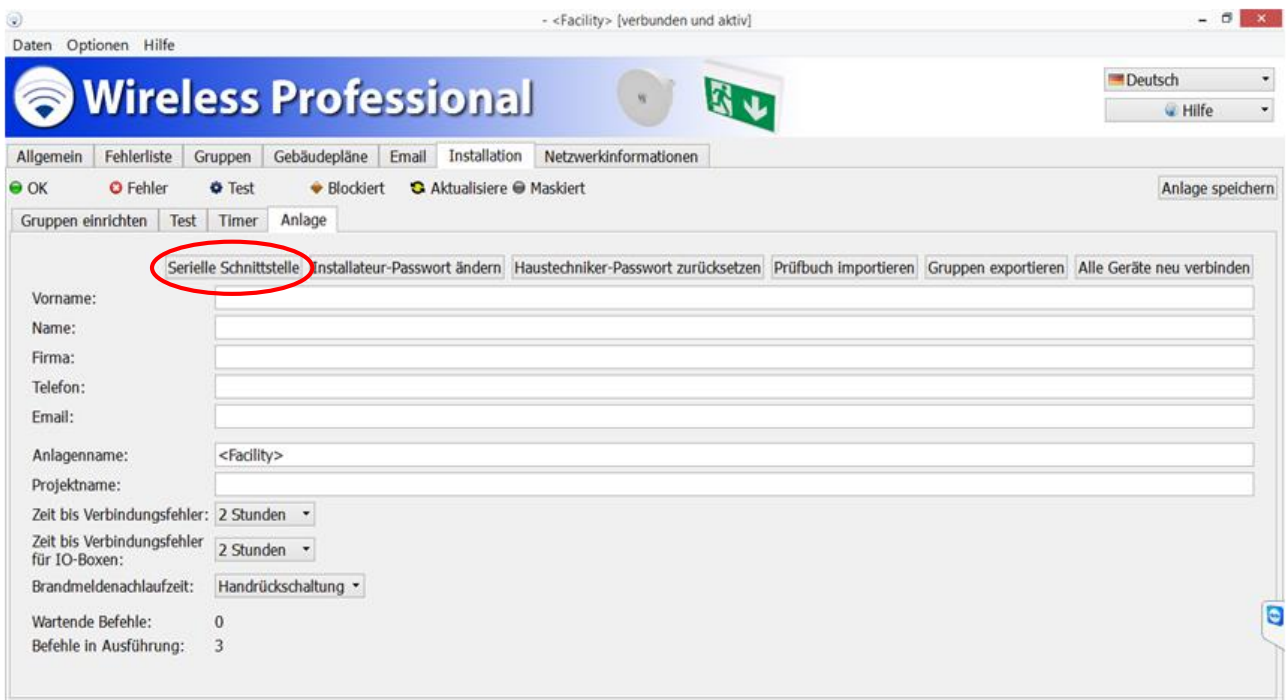 - <Facility> [verbunden und aktiv]
Daten Optionen Hilfe
Wireless Professional
Deutsch
Hilfe
Allgemein Fehlerliste Gruppen Gebäudepläne Email Installation Netzwerkinformationen
OK Fehler Test Blockiert Aktualisiere Maskiert Anlage speichern
Gruppen einrichten Test Timer Anlage
Serielle Schnittstelle Installateur-Passwort ändern Haustechniker-Passwort zurücksetzen Prüfbuch importieren Gruppen exportieren Alle Geräte neu verbinden
Vorname:
Name:
Firma:
Telefon:
Email:
Anlagenname: <Facility>
Projektname:
Zeit bis Verbindungsfehler: 2 Stunden
Zeit bis Verbindungsfehler
für IO-Boxen: 2 Stunden
Brandmeldenachlaufzeit: Handrückschaltung
Wartende Befehle: 0
Befehle in Ausführung: 3